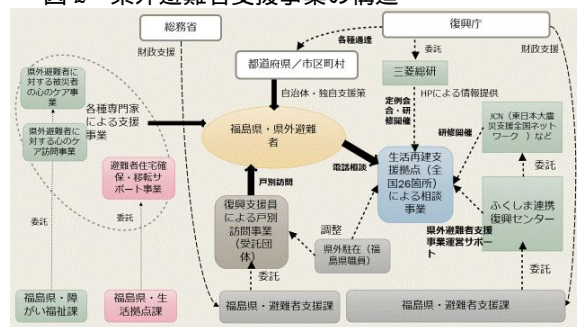 図2 県外避難者支援事業の構造
総務省
復興庁
財政支援
各種通達
委託
財政支援
都道府県／市区町村
三菱総研
県外避難者に
対する被災者
の心のケア事
業
各種専門家
による支援
事業
自治体・独自支援策
定例会
合・研
修開催
HPによる情報提供
県外避難者に
対する心のケ
ア訪問事業
福島県・県外避難
者
研修開催
JCN（東日本大震
災支援全国ネット
ワーク ）など
避難者住宅確
保・移転サ
ポート事業
電話相談
生活再建支
援拠点（全
国26箇所）
による相談
事業
委託
戸別訪問
委託
委託
復興支援員
による戸別
訪問事業
（受託団
体）
調整
ふくしま連携
復興センター
県外避難者支援
事業運営サポー
ト
県外駐在（福
島県職員）
委託
委託
委託
福島県・障
がい福祉課
福島県・生
活拠点課
福島県・避難者支援課
福島県・避難者支援課